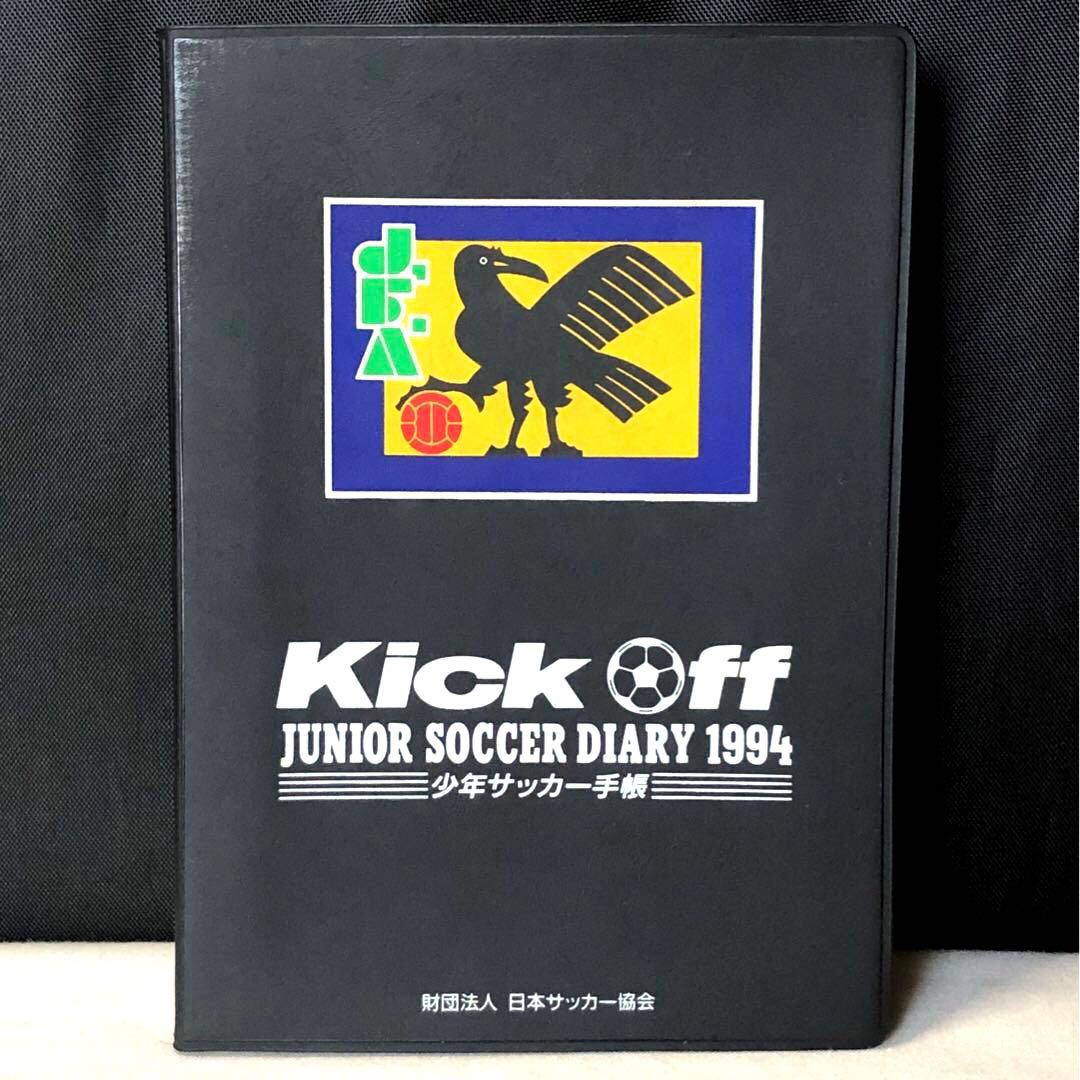 J.F.A.
Kick Off
JUNIOR SOCCER DIARY 1994
少年サッカー手帳
財団法人 日本サッカー協会